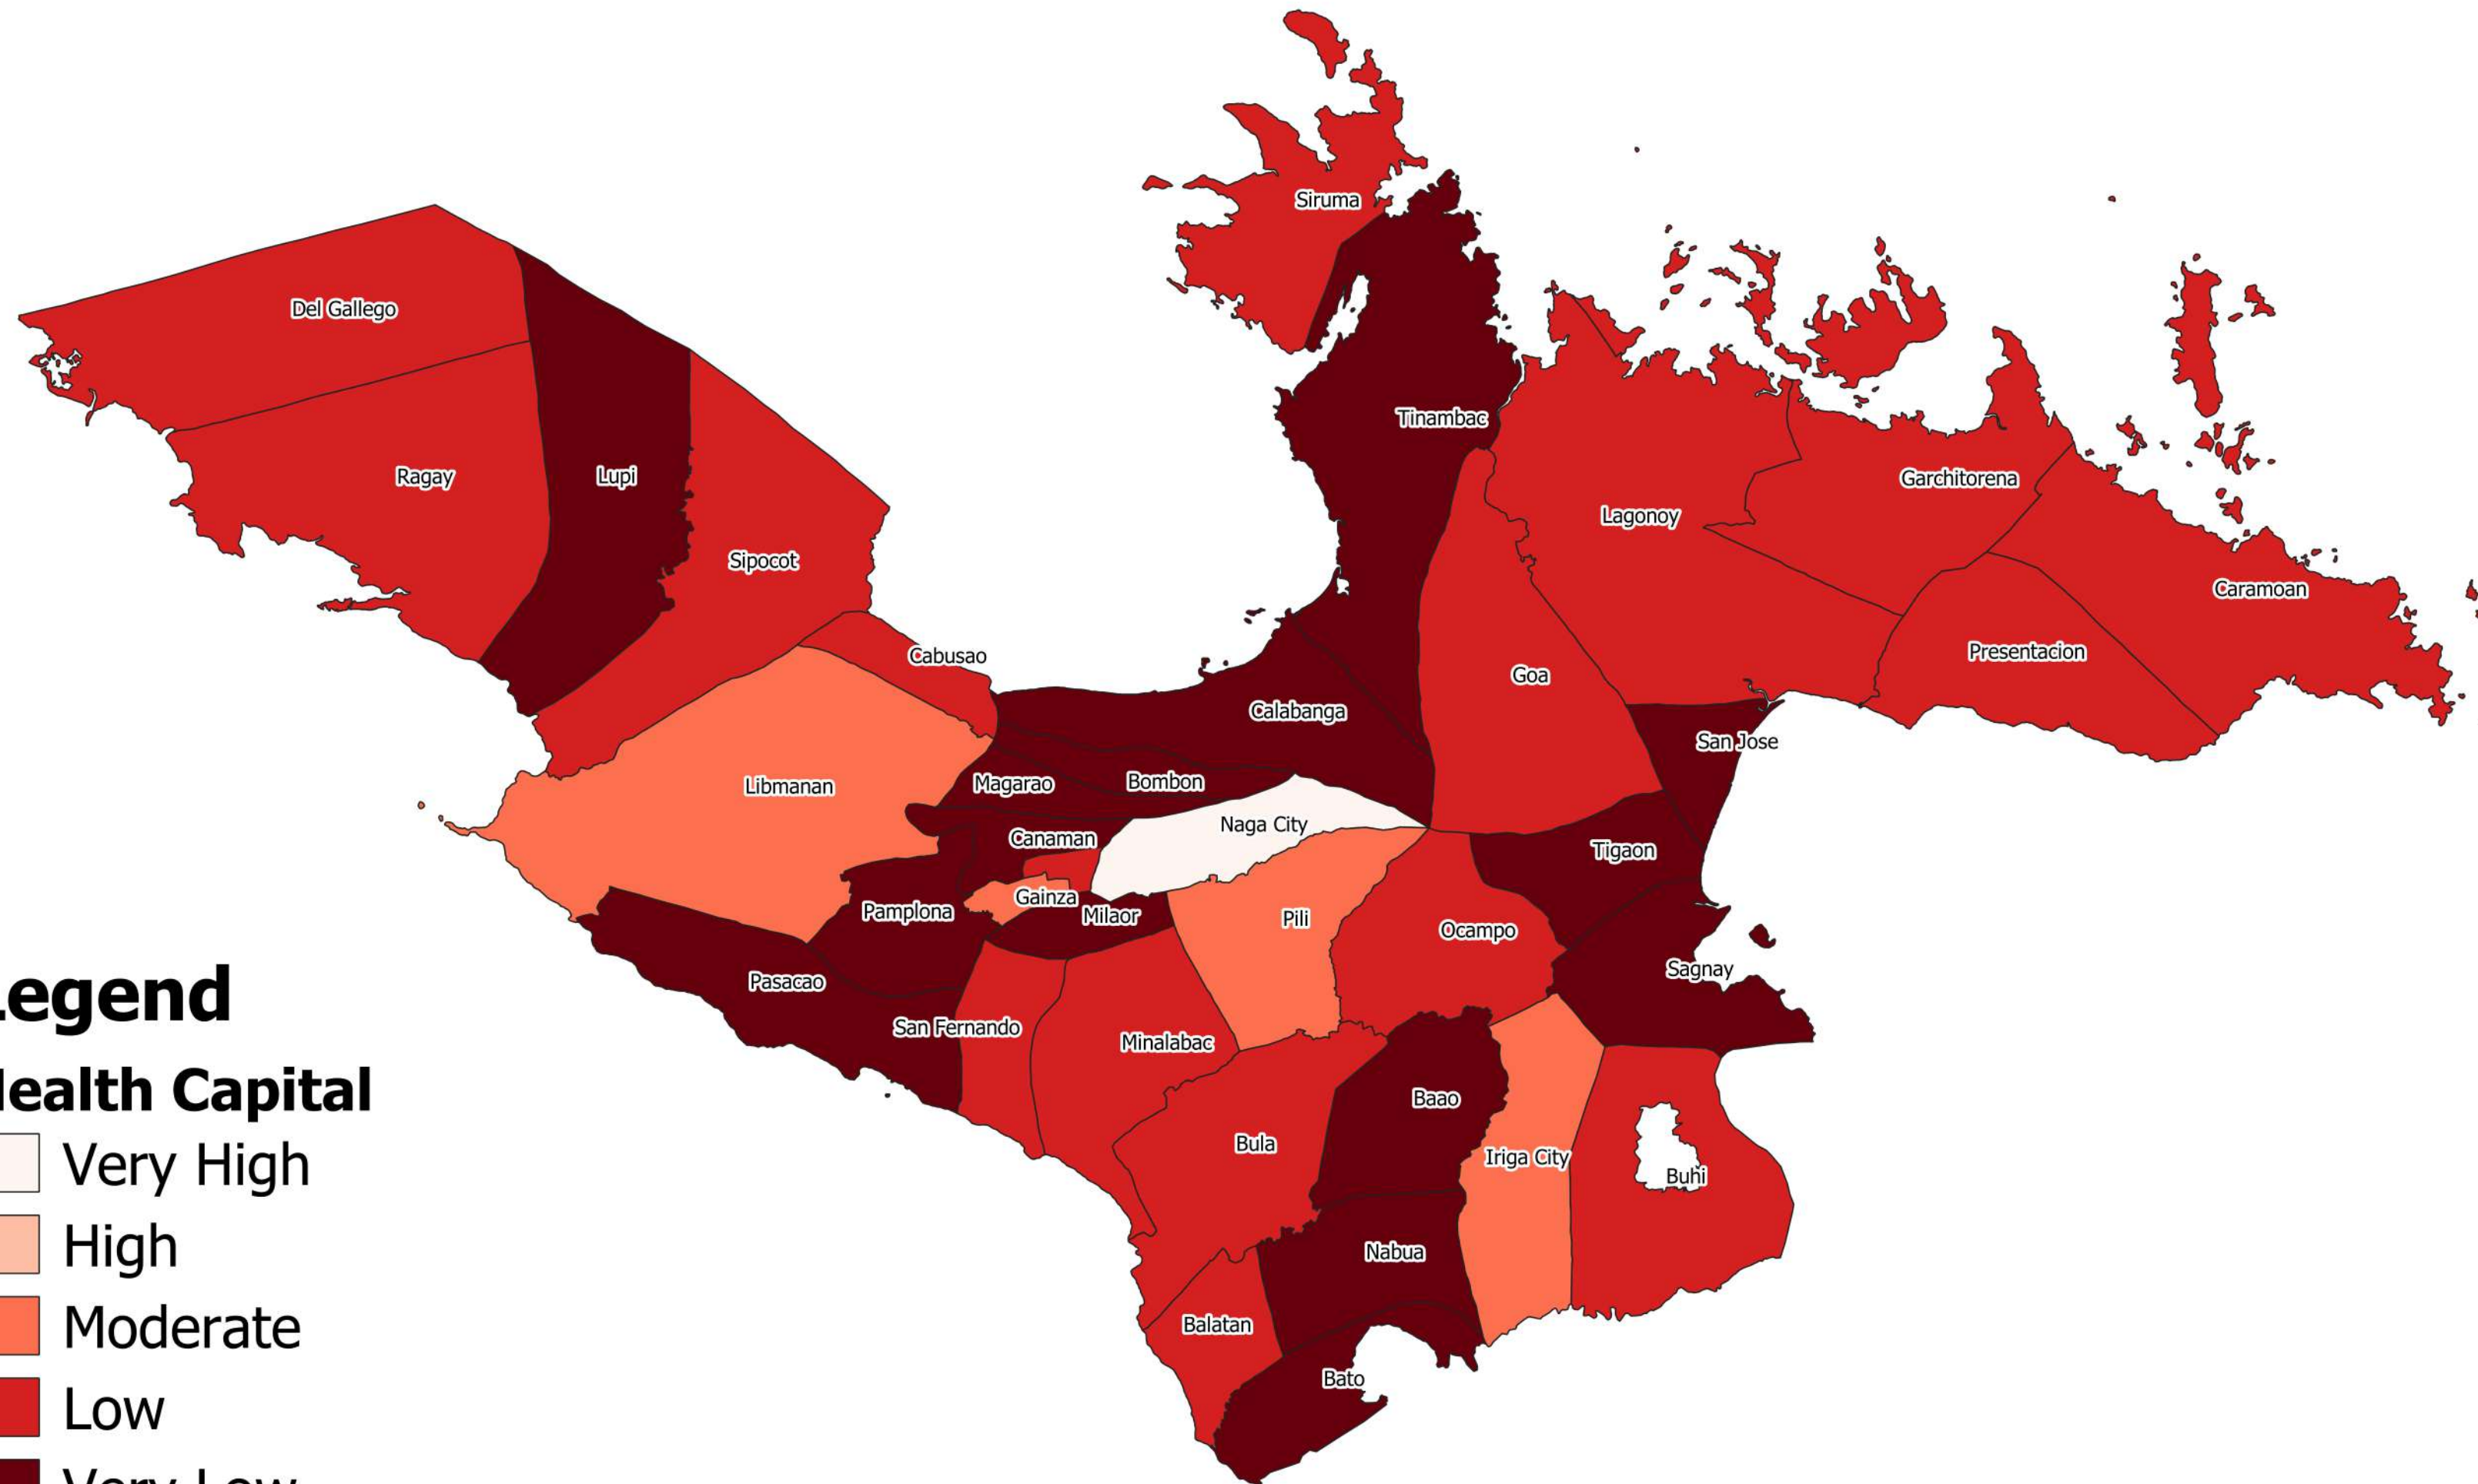 Siruma
Del Gallego
Tinambac
Ragay
Lupi
Garchitorena
Lagonoy
Sipocot
Caramoan
Cabusao
Presentacion
Goa
Calabanga
San Jose
Libmanan
Magarao
Bombon
Naga City
Canaman
Tigaon
Gainza
Pamplona
Milaor
Pili
Ocampo
Sagnay
Pasacao
San Fernando
Minalabac
Baao
Bula
Iriga City
Buhi
Nabua
Balatan
Bato
Legend
Health Capital
Very High
High
Moderate
Low
Very Low